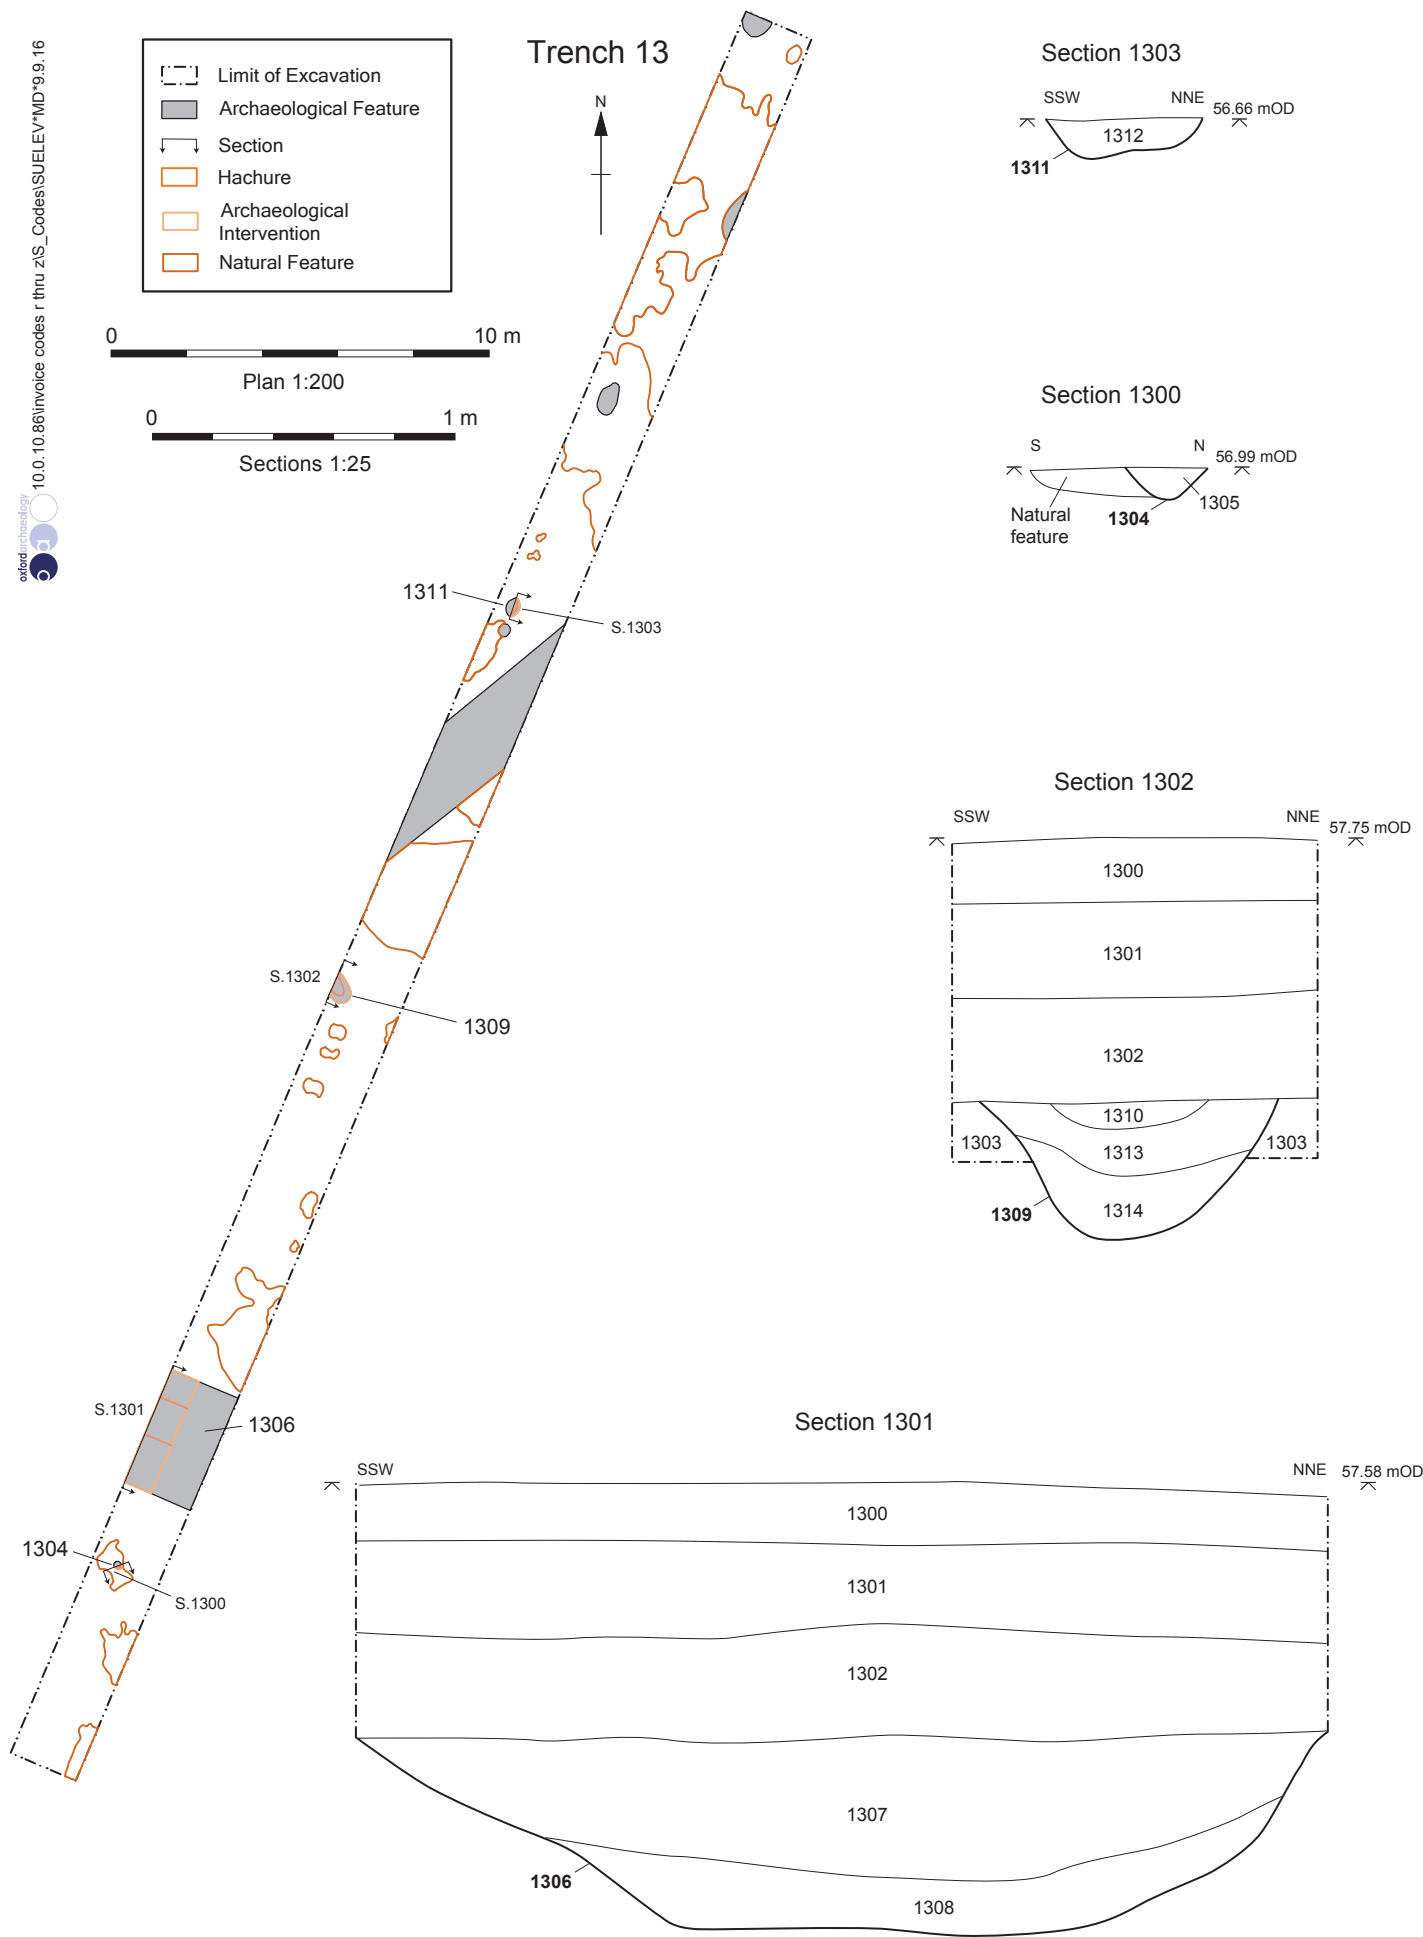 10.0.10.86\invoice codes r thru z\S_Codes\SUELEV*MD*9.9.16
oxfordarchaeology
Limit of Excavation
Archaeological Feature
Section
Hachure
Archaeological
Intervention
Natural Feature
0 10 m
Plan 1:200
0 1 m
Sections 1:25
Trench 13
N
1311
S.1303
S.1302
1309
S.1301
1306
1304
S.1300
Section 1303
SSW NNE 56.66 mOD
1312
1311
Section 1300
S N 56.99 mOD
1305
Natural
feature
1304
Section 1302
SSW NNE 57.75 mOD
1300
1301
1302
1310
1303 1313 1303
1309 1314
Section 1301
SSW NNE 57.58 mOD
1300
1301
1302
1307
1306
1308